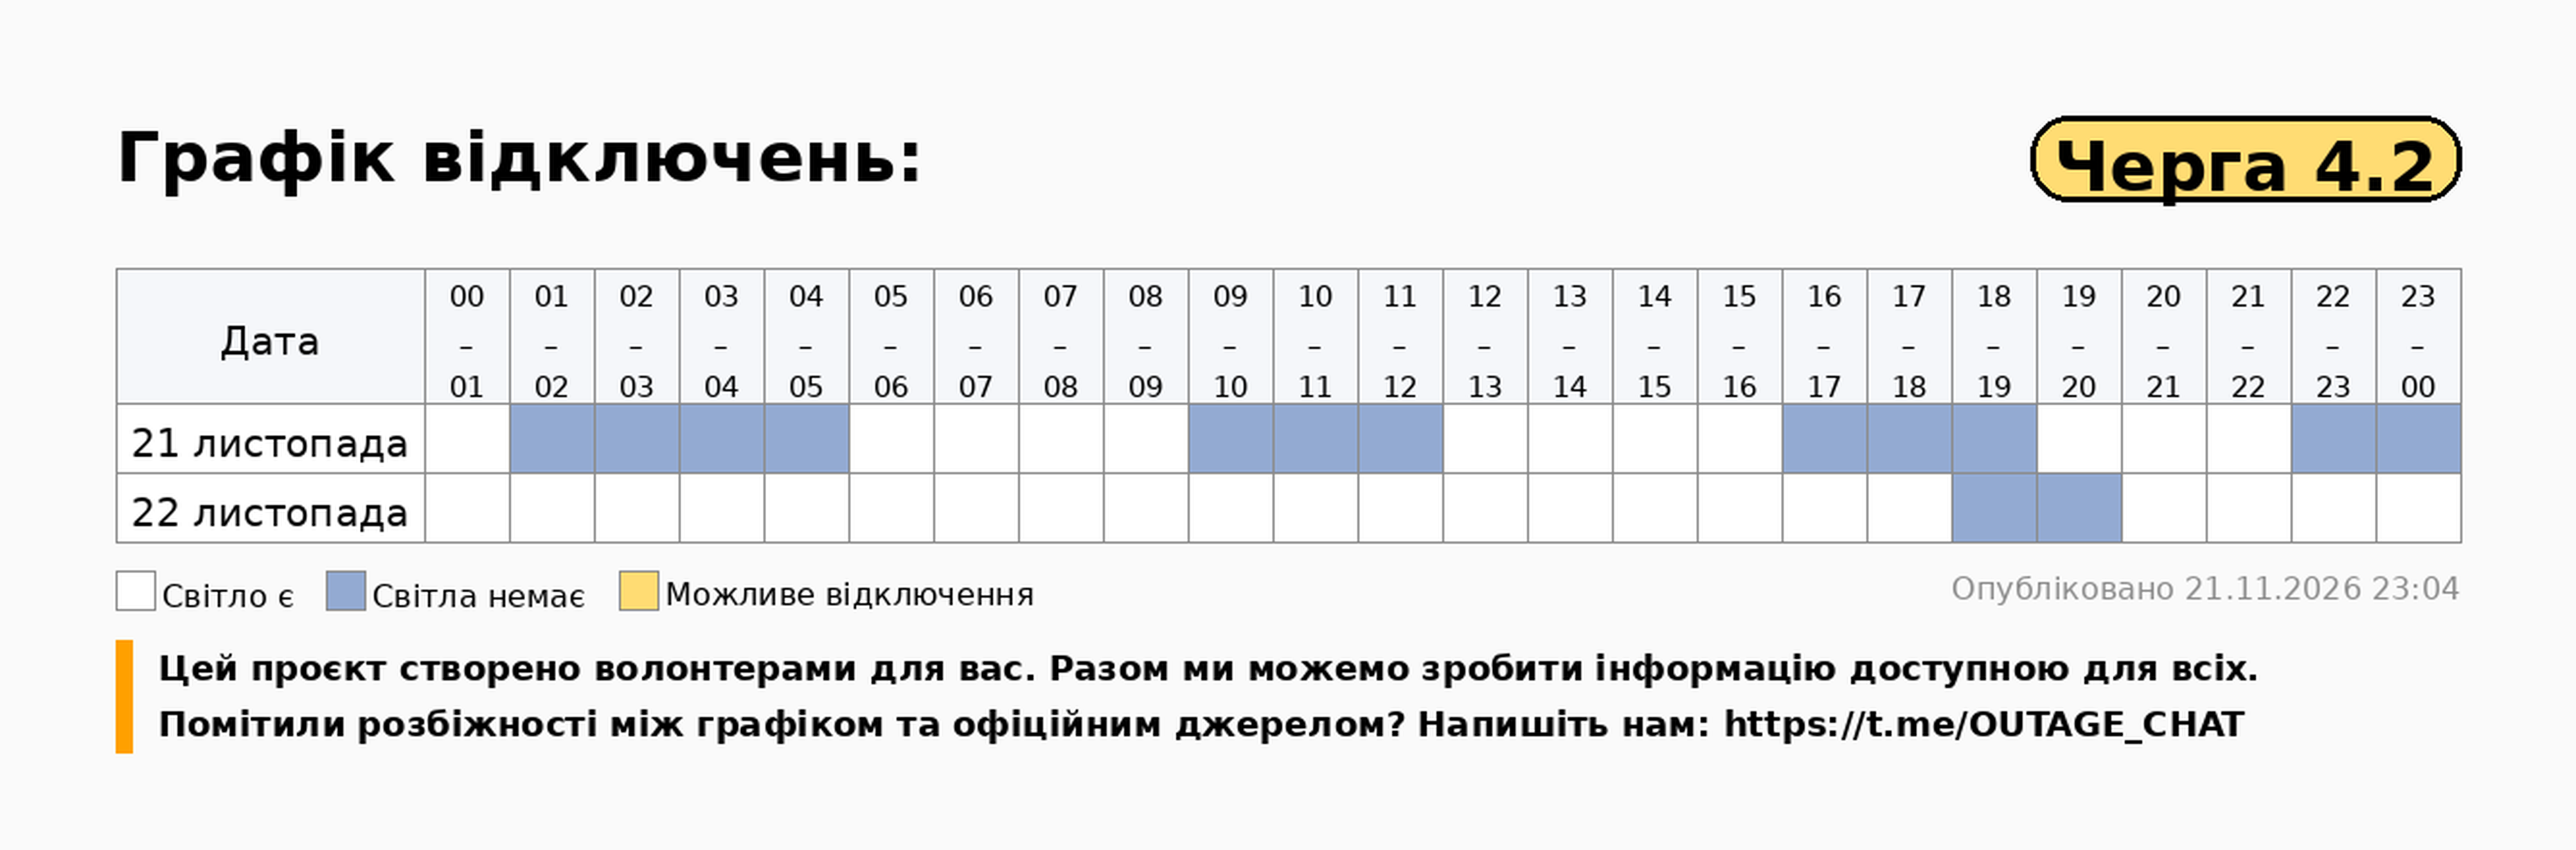 Графік відключень:
Черга 4.2
Дата
00 – 01
01 – 02
02 – 03
03 – 04
04 – 05
05 – 06
06 – 07
07 – 08
08 – 09
09 – 10
10 – 11
11 – 12
12 – 13
13 – 14
14 – 15
15 – 16
16 – 17
17 – 18
18 – 19
19 – 20
20 – 21
21 – 22
22 – 23
23 – 00
21 листопада
22 листопада
Світло є
Світла немає
Можливе відключення
Опубліковано 21.11.2026 23:04
Цей проєкт створено волонтерами для вас. Разом ми можемо зробити інформацію доступною для всіх.
Помітили розбіжності між графіком та офіційним джерелом? Напишіть нам: https://t.me/OUTAGE_CHAT